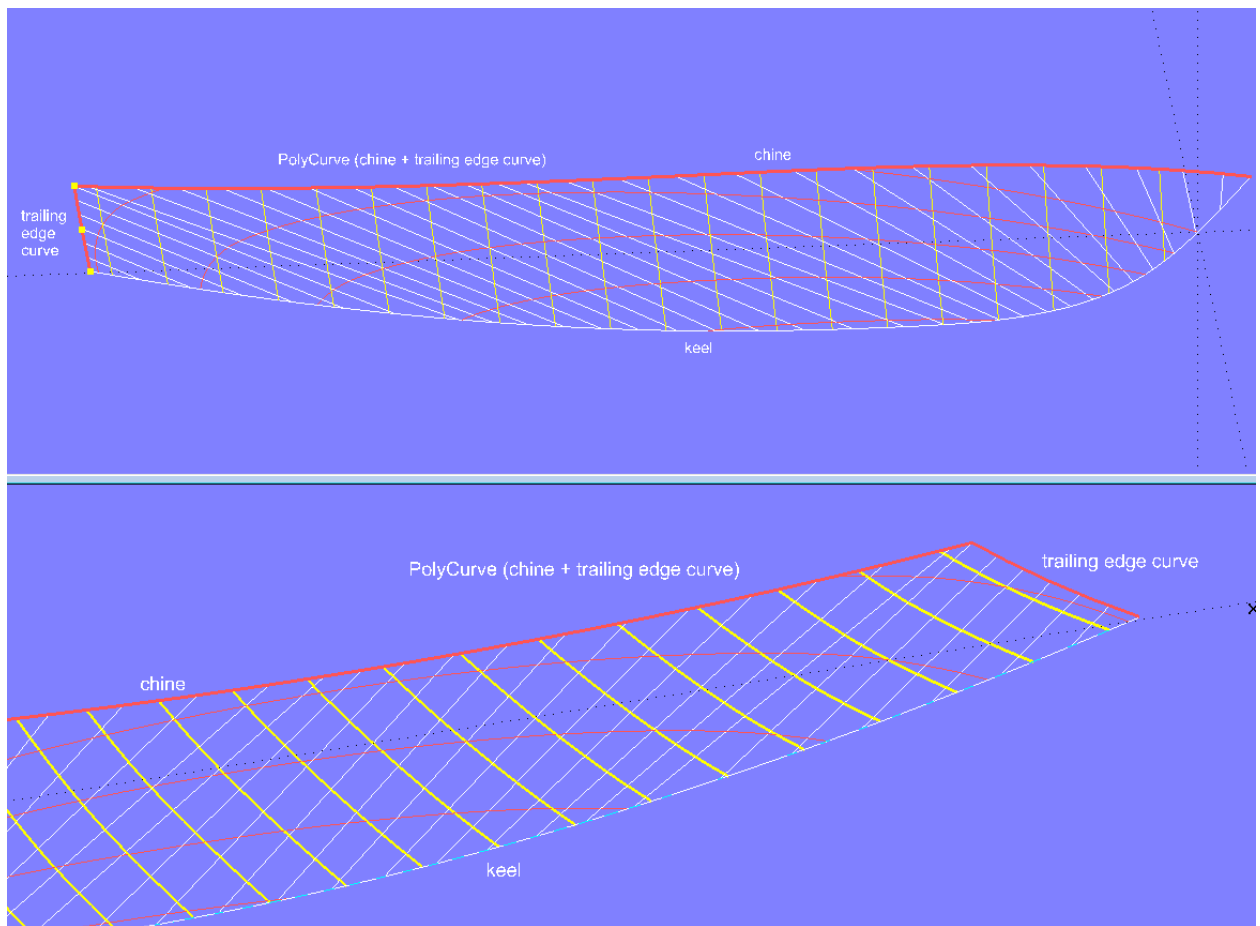 PolyCurve (chine + trailing edge curve)
chine
trailing
edge
curve
keel
PolyCurve (chine + trailing edge curve)
trailing edge curve
chine
keel